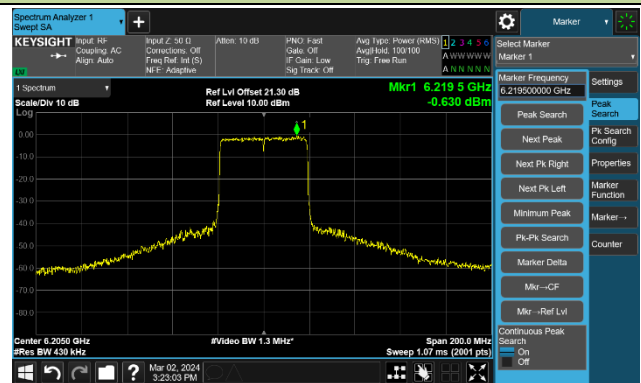 Spectrum Analyzer 1
Swept SA
+
Marker
KEYSIGHT
Input: RF
Coupling: AC
Align: Auto
Input Z: 50 Ω
Corrections: Off
Freq Ref: Int (S)
NFE: Adaptive
Atten: 10 dB
PNO: Fast
Gate: Off
IF Gain: Low
Sig Track: Off
Avg Type: Power (RMS)
Avg|Hold: 100/100
Trig: Free Run
1 2 3 4 5 6
A W W W W W
A N N N N N
LV
1 Spectrum
Scale/Div 10 dB
Log
Ref Lvl Offset 21.30 dB
Ref Level 10.00 dBm
Mkr1 6.219 5 GHz
-0.630 dBm
1
0.00
-10.0
-20.0
-30.0
-40.0
-50.0
-60.0
-70.0
-80.0
Center 6.2050 GHz
#Res BW 430 kHz
#Video BW 1.3 MHz*
Span 200.0 MHz
Sweep 1.07 ms (2001 pts)
Select Marker
Marker 1
Marker Frequency
6.219500000 GHz
Peak Search
Next Peak
Next Pk Right
Next Pk Left
Minimum Peak
Pk-Pk Search
Marker Delta
Mkr→CF
Mkr→Ref Lvl
Continuous Peak
Search
On
Off
Settings
Peak
Search
Pk Search
Config
Properties
Marker
Function
Marker→
Counter
?
Mar 02, 2024
3:23:03 PM